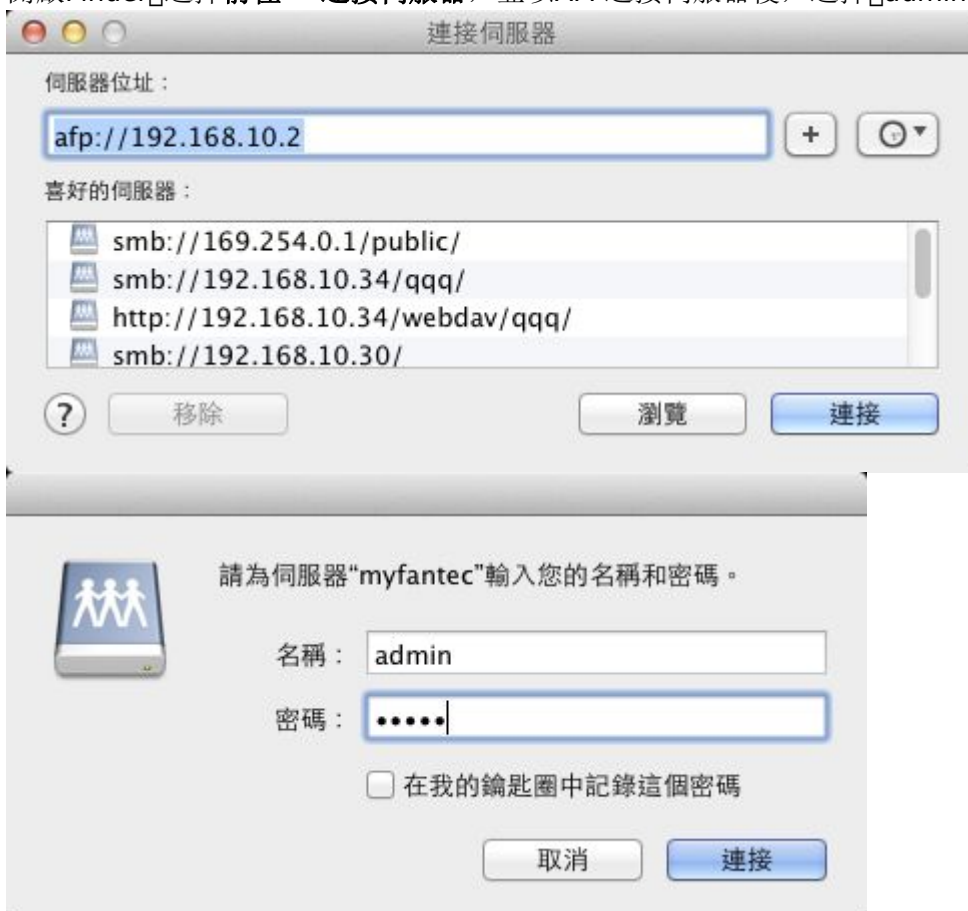 連接伺服器
伺服器位址：
afp://192.168.10.2
+
喜好的伺服器：
smb://169.254.0.1/public/
smb://192.168.10.34/qqq/
http://192.168.10.34/webdav/qqq/
smb://192.168.10.30/
? 移除 瀏覽 連接
請為伺服器“myfantec”輸入您的名稱和密碼。
名稱： admin
密碼： •••••
在我的鑰匙圈中記錄這個密碼
取消 連接